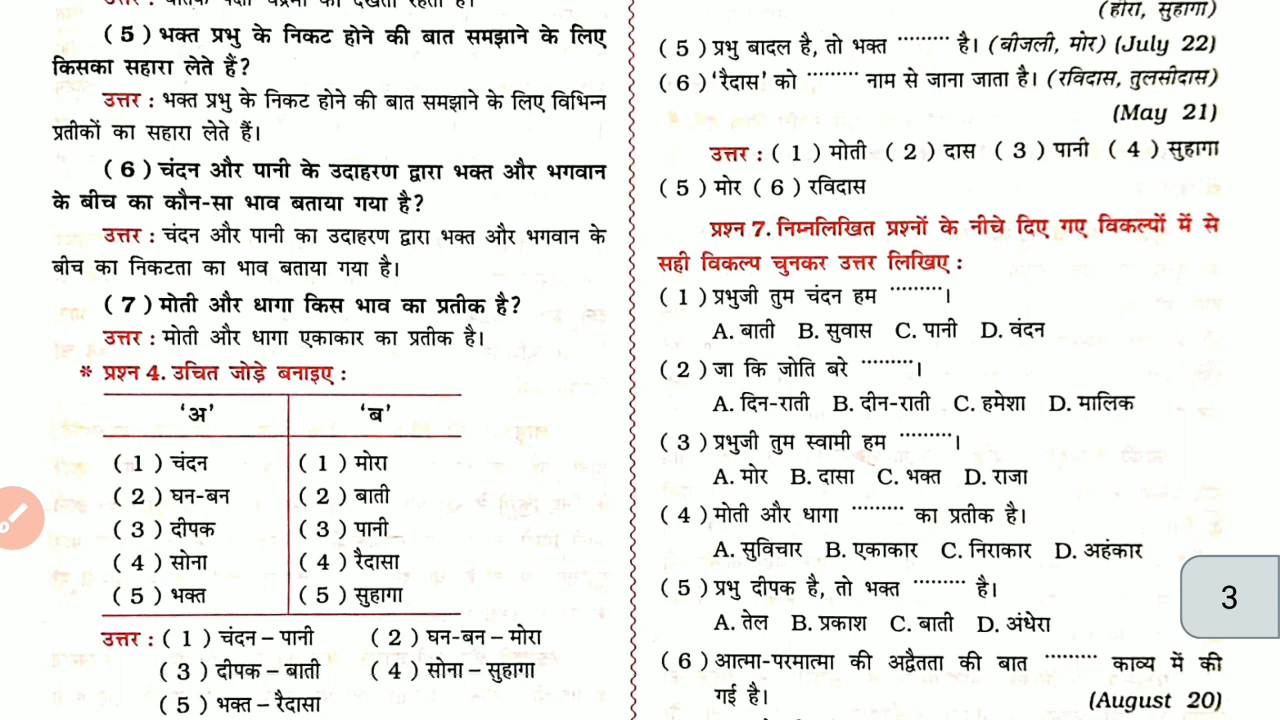 उत्तर : चातक पक्षी चंद्रमा को देखता रहता है।
( 5 ) भक्त प्रभु के निकट होने की बात समझाने के लिए
किसका सहारा लेते हैं?
उत्तर : भक्त प्रभु के निकट होने की बात समझाने के लिए विभिन्न
प्रतीकों का सहारा लेते हैं।
( 6 ) चंदन और पानी के उदाहरण द्वारा भक्त और भगवान
के बीच का कौन-सा भाव बताया गया है?
उत्तर : चंदन और पानी का उदाहरण द्वारा भक्त और भगवान के
बीच का निकटता का भाव बताया गया है।
( 7 ) मोती और धागा किस भाव का प्रतीक है?
उत्तर : मोती और धागा एकाकार का प्रतीक है।
* प्रश्न 4. उचित जोड़े बनाइए :
'अ' 'ब'
( 1 ) चंदन ( 1 ) मोरा
( 2 ) घन-बन ( 2 ) बाती
( 3 ) दीपक ( 3 ) पानी
( 4 ) सोना ( 4 ) रैदासा
( 5 ) भक्त ( 5 ) सुहागा
उत्तर : ( 1 ) चंदन – पानी ( 2 ) घन-बन – मोरा
( 3 ) दीपक – बाती ( 4 ) सोना – सुहागा
( 5 ) भक्त – रैदासा
(हीरा, सुहागा)
( 5 ) प्रभु बादल है, तो भक्त ......... है। (बीजली, मोर) (July 22)
( 6 ) 'रैदास' को ......... नाम से जाना जाता है। (रविदास, तुलसीदास)
(May 21)
उत्तर : ( 1 ) मोती ( 2 ) दास ( 3 ) पानी ( 4 ) सुहागा
( 5 ) मोर ( 6 ) रविदास
प्रश्न 7. निम्नलिखित प्रश्नों के नीचे दिए गए विकल्पों में से
सही विकल्प चुनकर उत्तर लिखिए :
( 1 ) प्रभुजी तुम चंदन हम .........।
A. बाती B. सुवास C. पानी D. वंदन
( 2 ) जा कि जोति बरे .........।
A. दिन-राती B. दीन-राती C. हमेशा D. मालिक
( 3 ) प्रभुजी तुम स्वामी हम .........।
A. मोर B. दासा C. भक्त D. राजा
( 4 ) मोती और धागा ......... का प्रतीक है।
A. सुविचार B. एकाकार C. निराकार D. अहंकार
( 5 ) प्रभु दीपक है, तो भक्त ......... है।
A. तेल B. प्रकाश C. बाती D. अंधेरा
( 6 ) आत्मा-परमात्मा की अद्वैतता की बात ......... काव्य में की
गई है। (August 20)
3